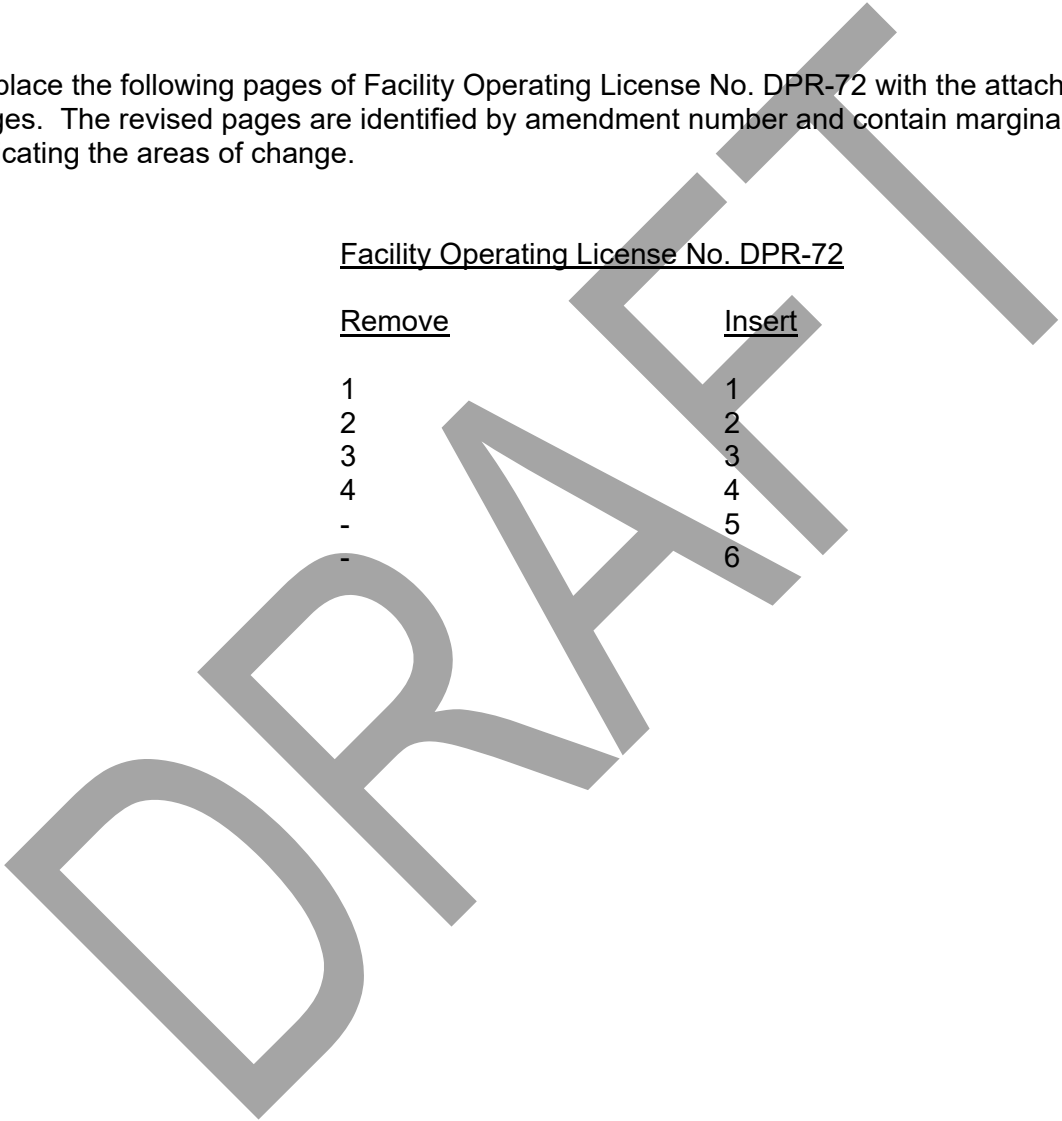 place the following pages of Facility Operating License No. DPR-72 with the attach
ges. The revised pages are identified by amendment number and contain margina
cating the areas of change.
Facility Operating License No. DPR-72
Remove Insert
1 1
2 2
3 3
4 4
- 5
- 6
DRAFT